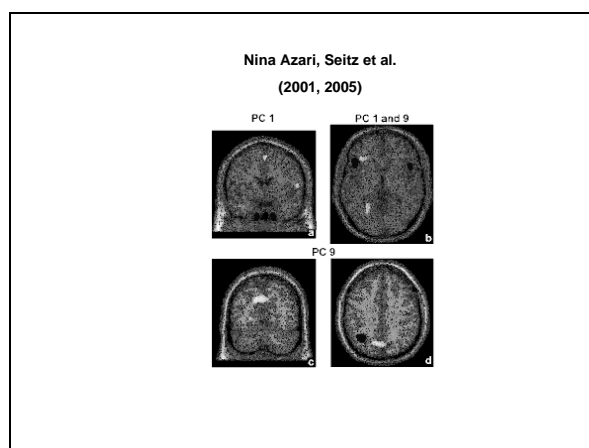 Nina Azari, Seitz et al.
(2001, 2005)
PC 1
PC 1 and 9
a
b
PC 9
c
d